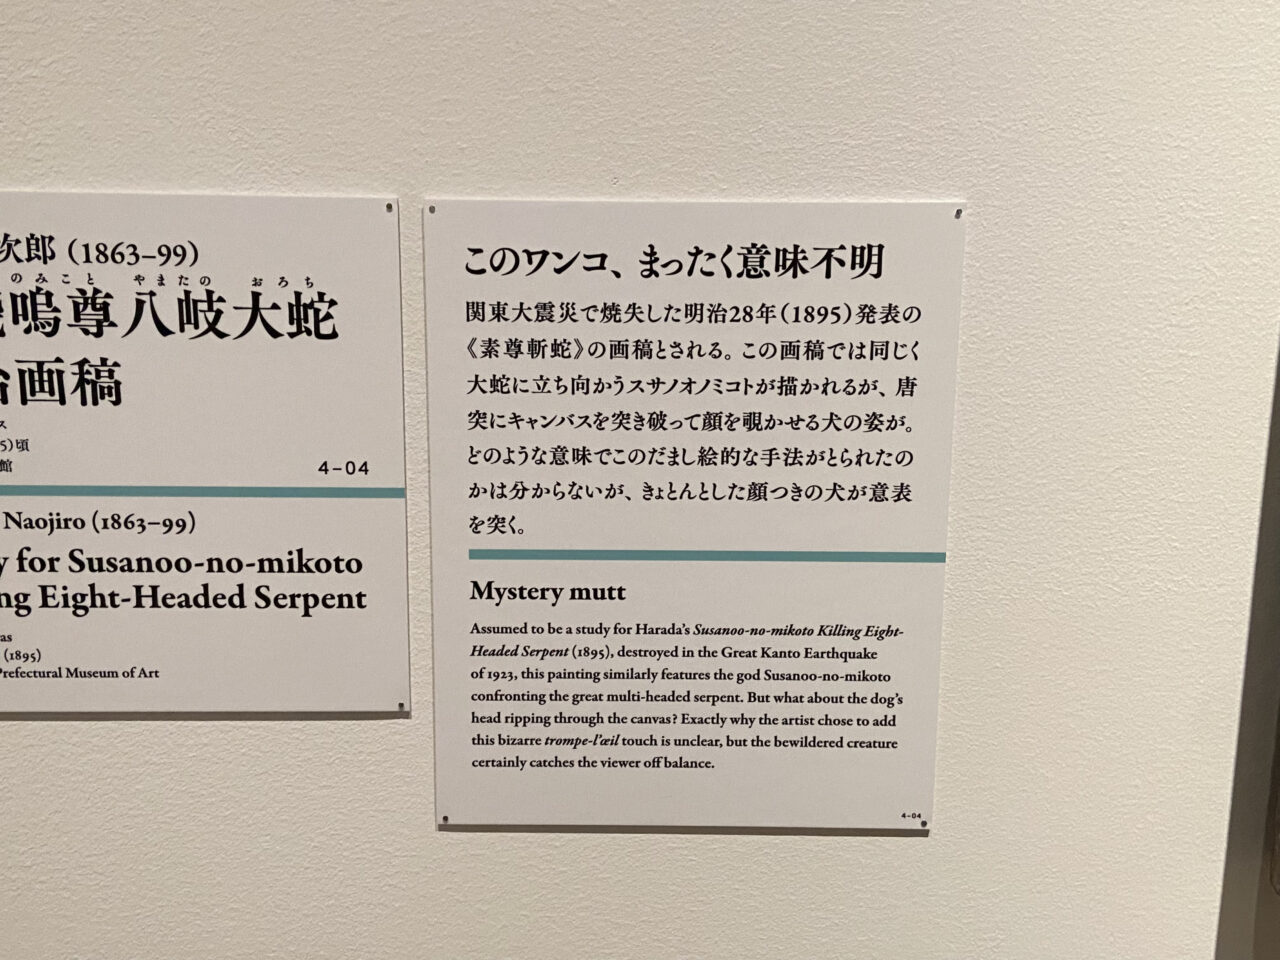 次郎(1863–99)
のみこと やまたの おろち
嗚尊八岐大蛇
治画稿
ス
5)頃
館
4–04
Naojiro (1863–99)
for Susanoo-no-mikoto
ng Eight-Headed Serpent
as
(1895)
Prefectural Museum of Art
このワンコ、まったく意味不明
関東大震災で焼失した明治28年(1895)発表の
《素尊斬蛇》の画稿とされる。この画稿では同じく
大蛇に立ち向かうスサノオノミコトが描かれるが、唐
突にキャンバスを突き破って顔を覗かせる犬の姿が。
どのような意味でこのだまし絵的な手法がとられたの
かは分からないが、きょとんとした顔つきの犬が意表
を突く。
Mystery mutt
Assumed to be a study for Harada's Susanoo-no-mikoto Killing Eight-
Headed Serpent (1895), destroyed in the Great Kanto Earthquake
of 1923, this painting similarly features the god Susanoo-no-mikoto
confronting the great multi-headed serpent. But what about the dog's
head ripping through the canvas? Exactly why the artist chose to add
this bizarre trompe-l'œil touch is unclear, but the bewildered creature
certainly catches the viewer off balance.
4–04